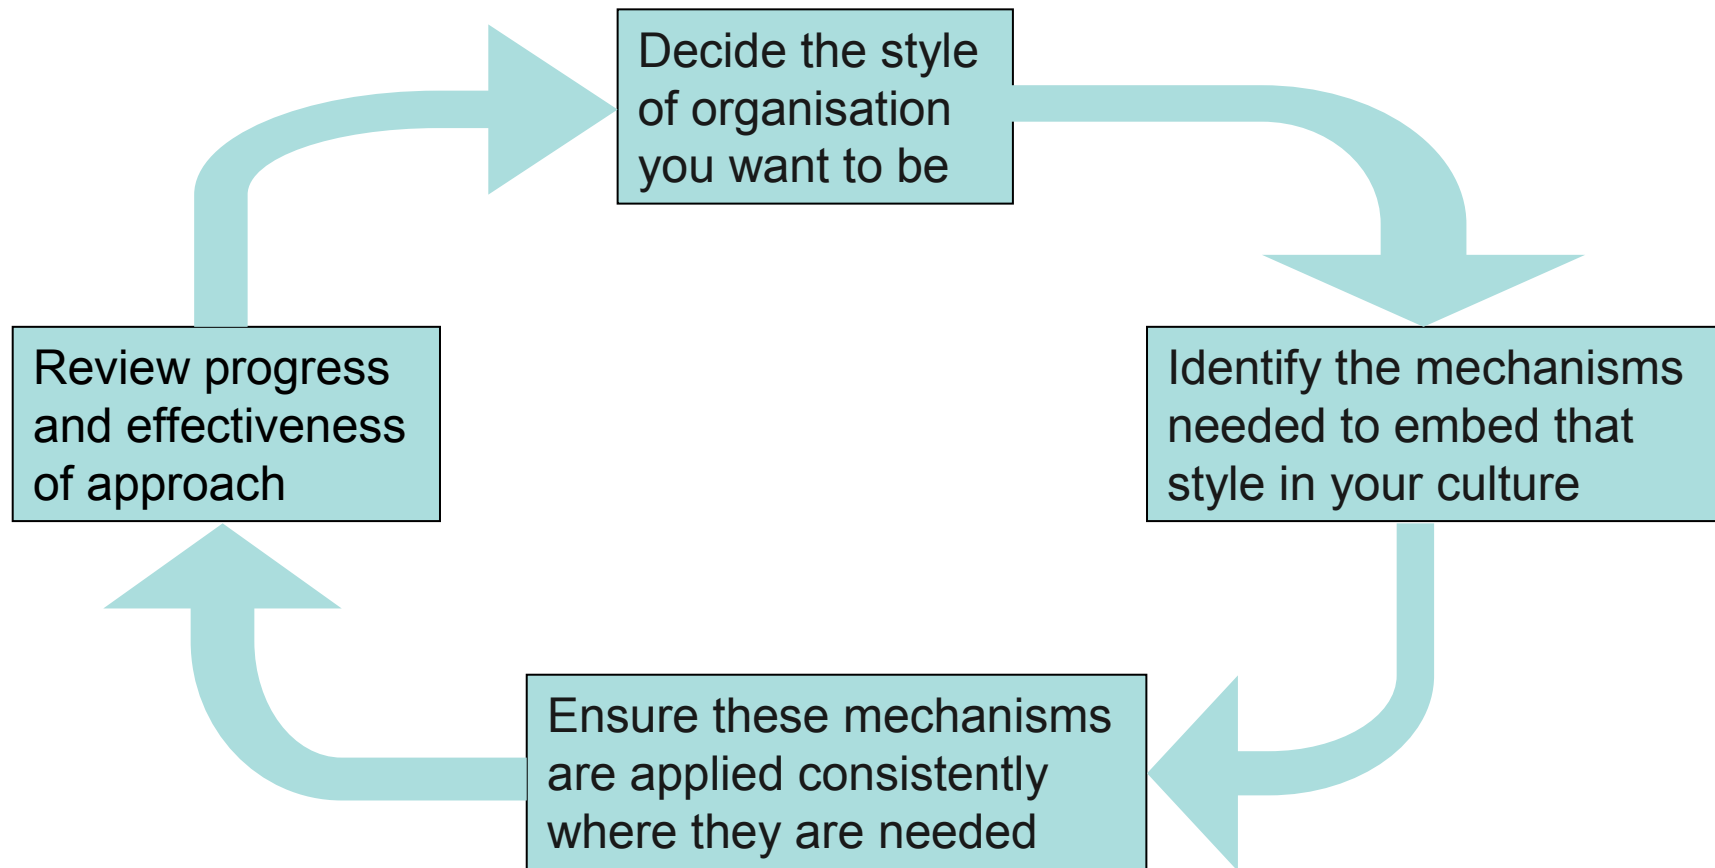 Decide the style
of organisation
you want to be
Identify the mechanisms
needed to embed that
style in your culture
Ensure these mechanisms
are applied consistently
where they are needed
Review progress
and effectiveness
of approach